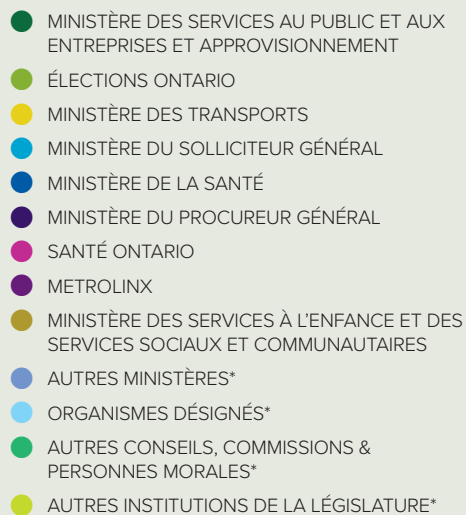 MINISTÈRE DES SERVICES AU PUBLIC ET AUX
ENTREPRISES ET APPROVISIONNEMENT
ÉLECTIONS ONTARIO
MINISTÈRE DES TRANSPORTS
MINISTÈRE DU SOLLICITEUR GÉNÉRAL
MINISTÈRE DE LA SANTÉ
MINISTÈRE DU PROCUREUR GÉNÉRAL
SANTÉ ONTARIO
METROLINX
MINISTÈRE DES SERVICES À L'ENFANCE ET DES
SERVICES SOCIAUX ET COMMUNAUTAIRES
AUTRES MINISTÈRES*
ORGANISMES DÉSIGNÉS*
AUTRES CONSEILS, COMMISSIONS &
PERSONNES MORALES*
AUTRES INSTITUTIONS DE LA LÉGISLATURE*